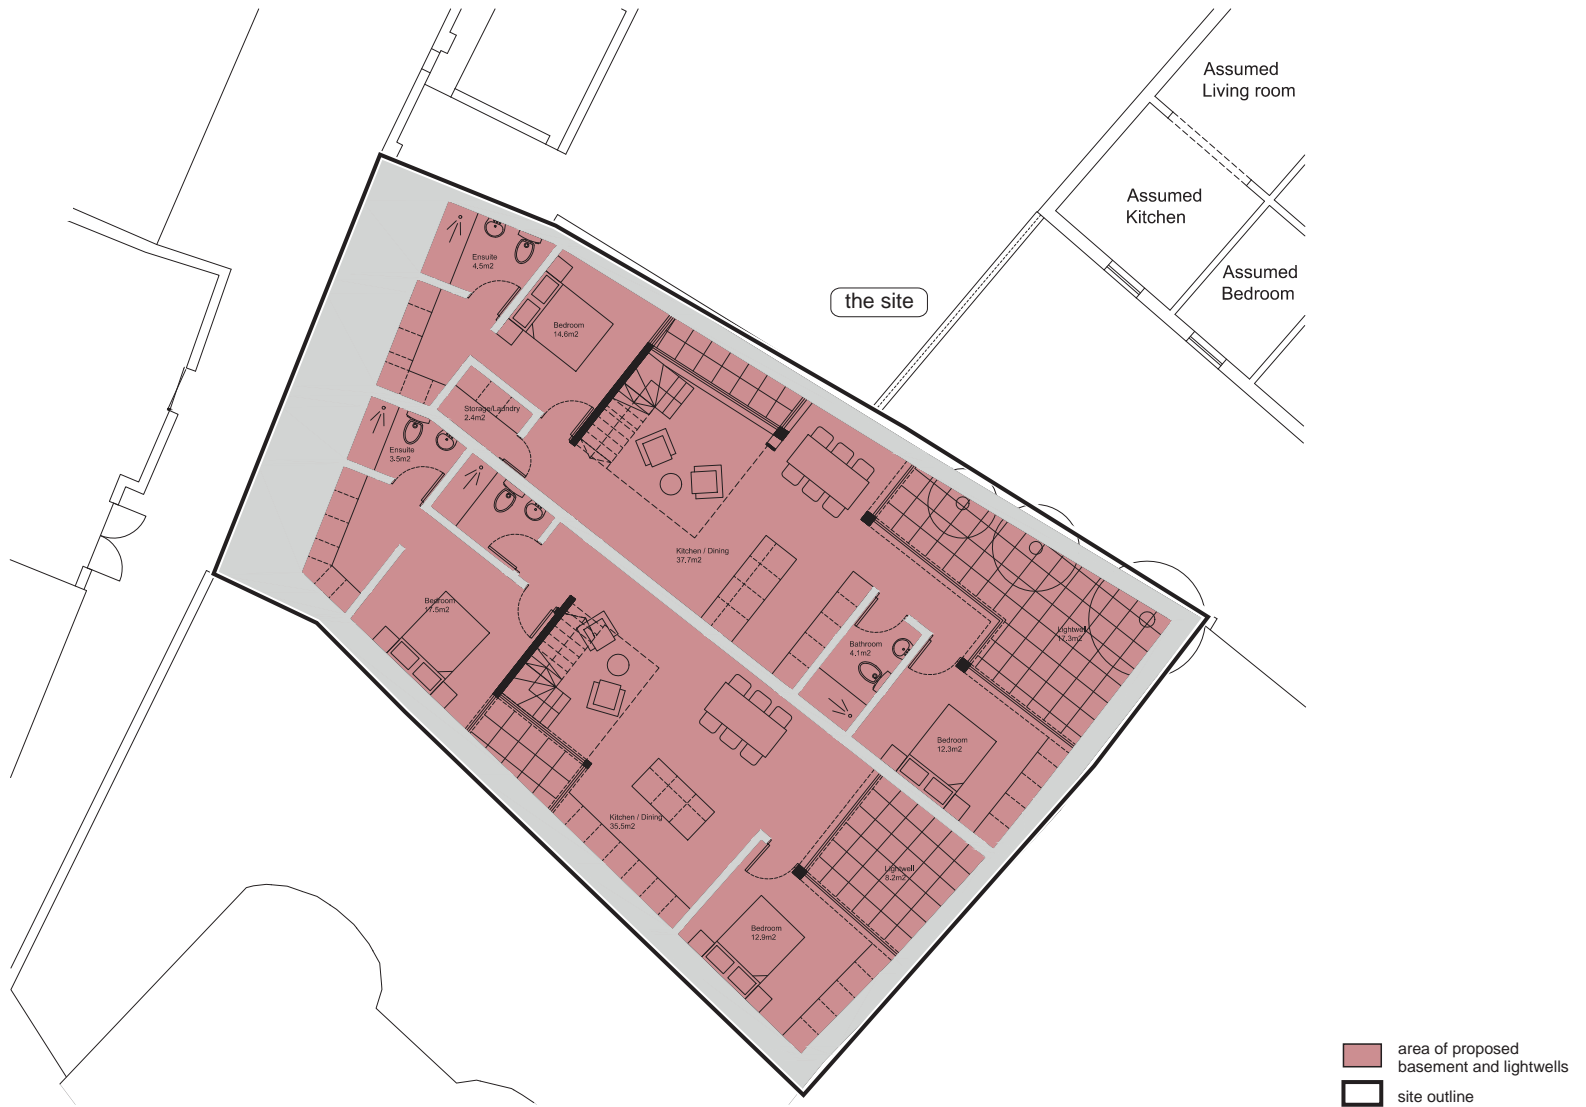 Assumed
Living room
Assumed
Kitchen
Assumed
Bedroom
the site
Ensuite
4.5m2
Bedroom
14.6m2
Storage/Laundry
2.4m2
Ensuite
3.5m2
Kitchen / Dining
37.7m2
Bedroom
17.5m2
Bathroom
4.1m2
Lightwell
17.3m2
Bedroom
12.3m2
Kitchen / Dining
35.5m2
Lightwell
8.2m2
Bedroom
12.9m2
area of proposed
basement and lightwells
site outline